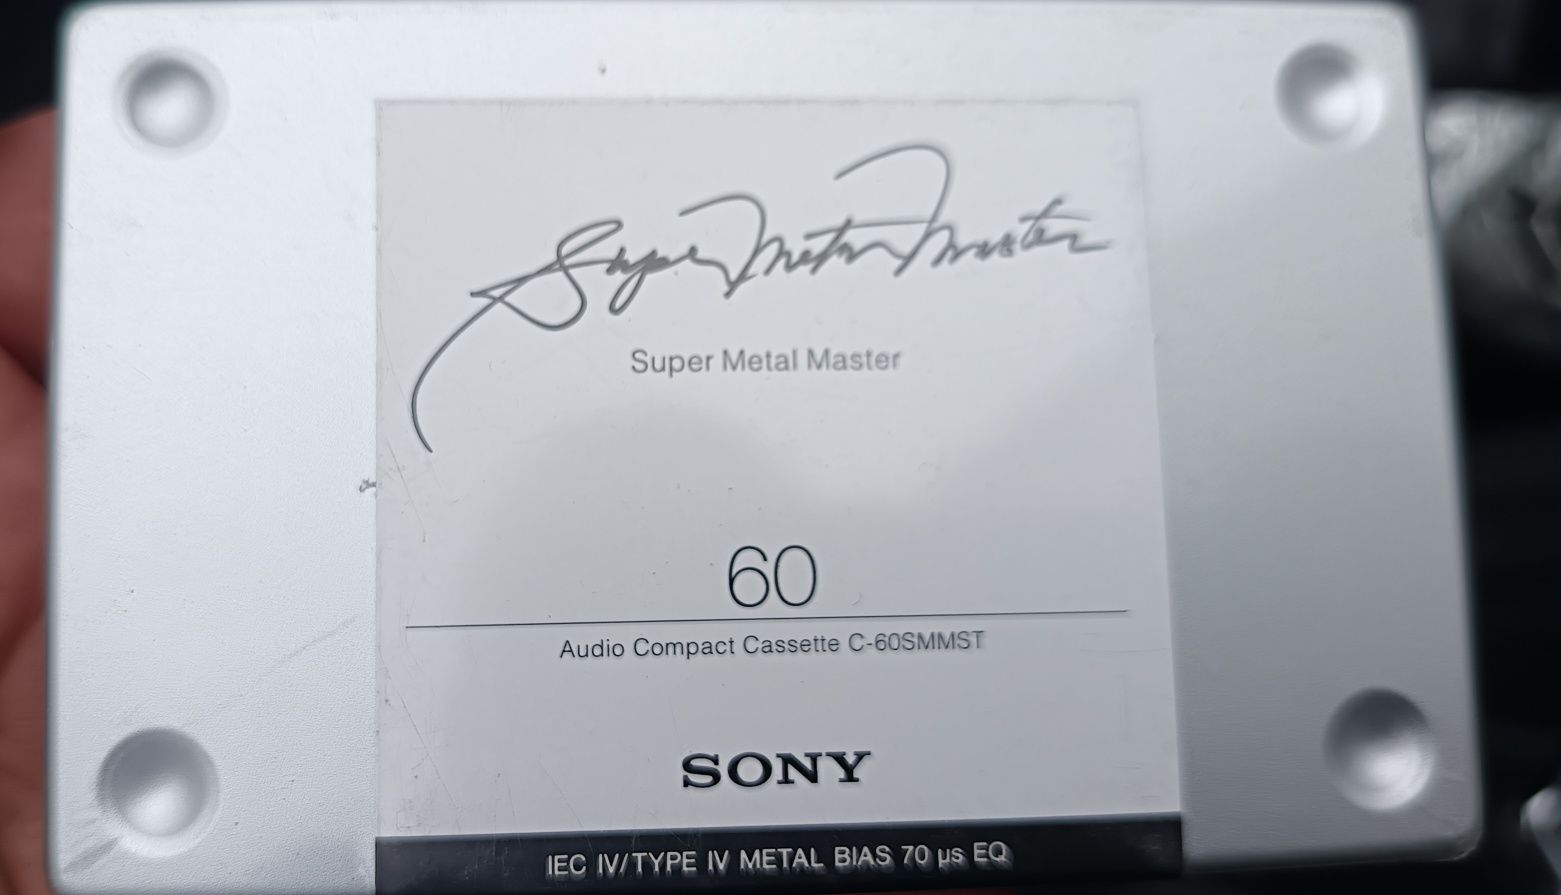 Super Metal Master
Super Metal Master
60
Audio Compact Cassette C-60SMMST
SONY
IEC IV/TYPE IV METAL BIAS 70 µs EQ